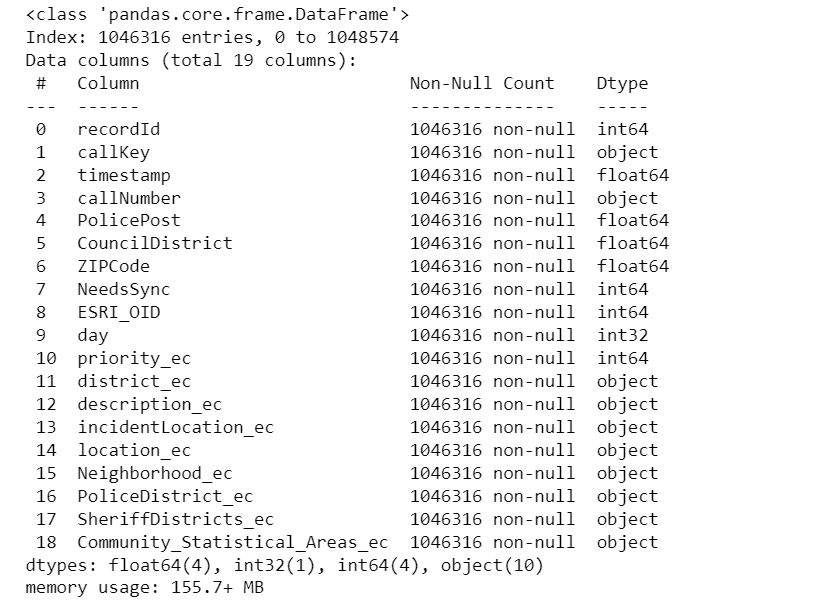 <class 'pandas.core.frame.DataFrame'>
Index: 1046316 entries, 0 to 1048574
Data columns (total 19 columns):
 #   Column                         Non-Null Count    Dtype
---  ------                         --------------    -----
 0   recordId                       1046316 non-null  int64
 1   callKey                        1046316 non-null  object
 2   timestamp                      1046316 non-null  float64
 3   callNumber                     1046316 non-null  object
 4   PolicePost                     1046316 non-null  float64
 5   CouncilDistrict                1046316 non-null  float64
 6   ZIPCode                        1046316 non-null  float64
 7   NeedsSync                      1046316 non-null  int64
 8   ESRI_OID                       1046316 non-null  int64
 9   day                            1046316 non-null  int32
 10  priority_ec                    1046316 non-null  int64
 11  district_ec                    1046316 non-null  object
 12  description_ec                 1046316 non-null  object
 13  incidentLocation_ec            1046316 non-null  object
 14  location_ec                    1046316 non-null  object
 15  Neighborhood_ec                1046316 non-null  object
 16  PoliceDistrict_ec              1046316 non-null  object
 17  SheriffDistricts_ec            1046316 non-null  object
 18  Community_Statistical_Areas_ec  1046316 non-null  object
dtypes: float64(4), int32(1), int64(4), object(10)
memory usage: 155.7+ MB